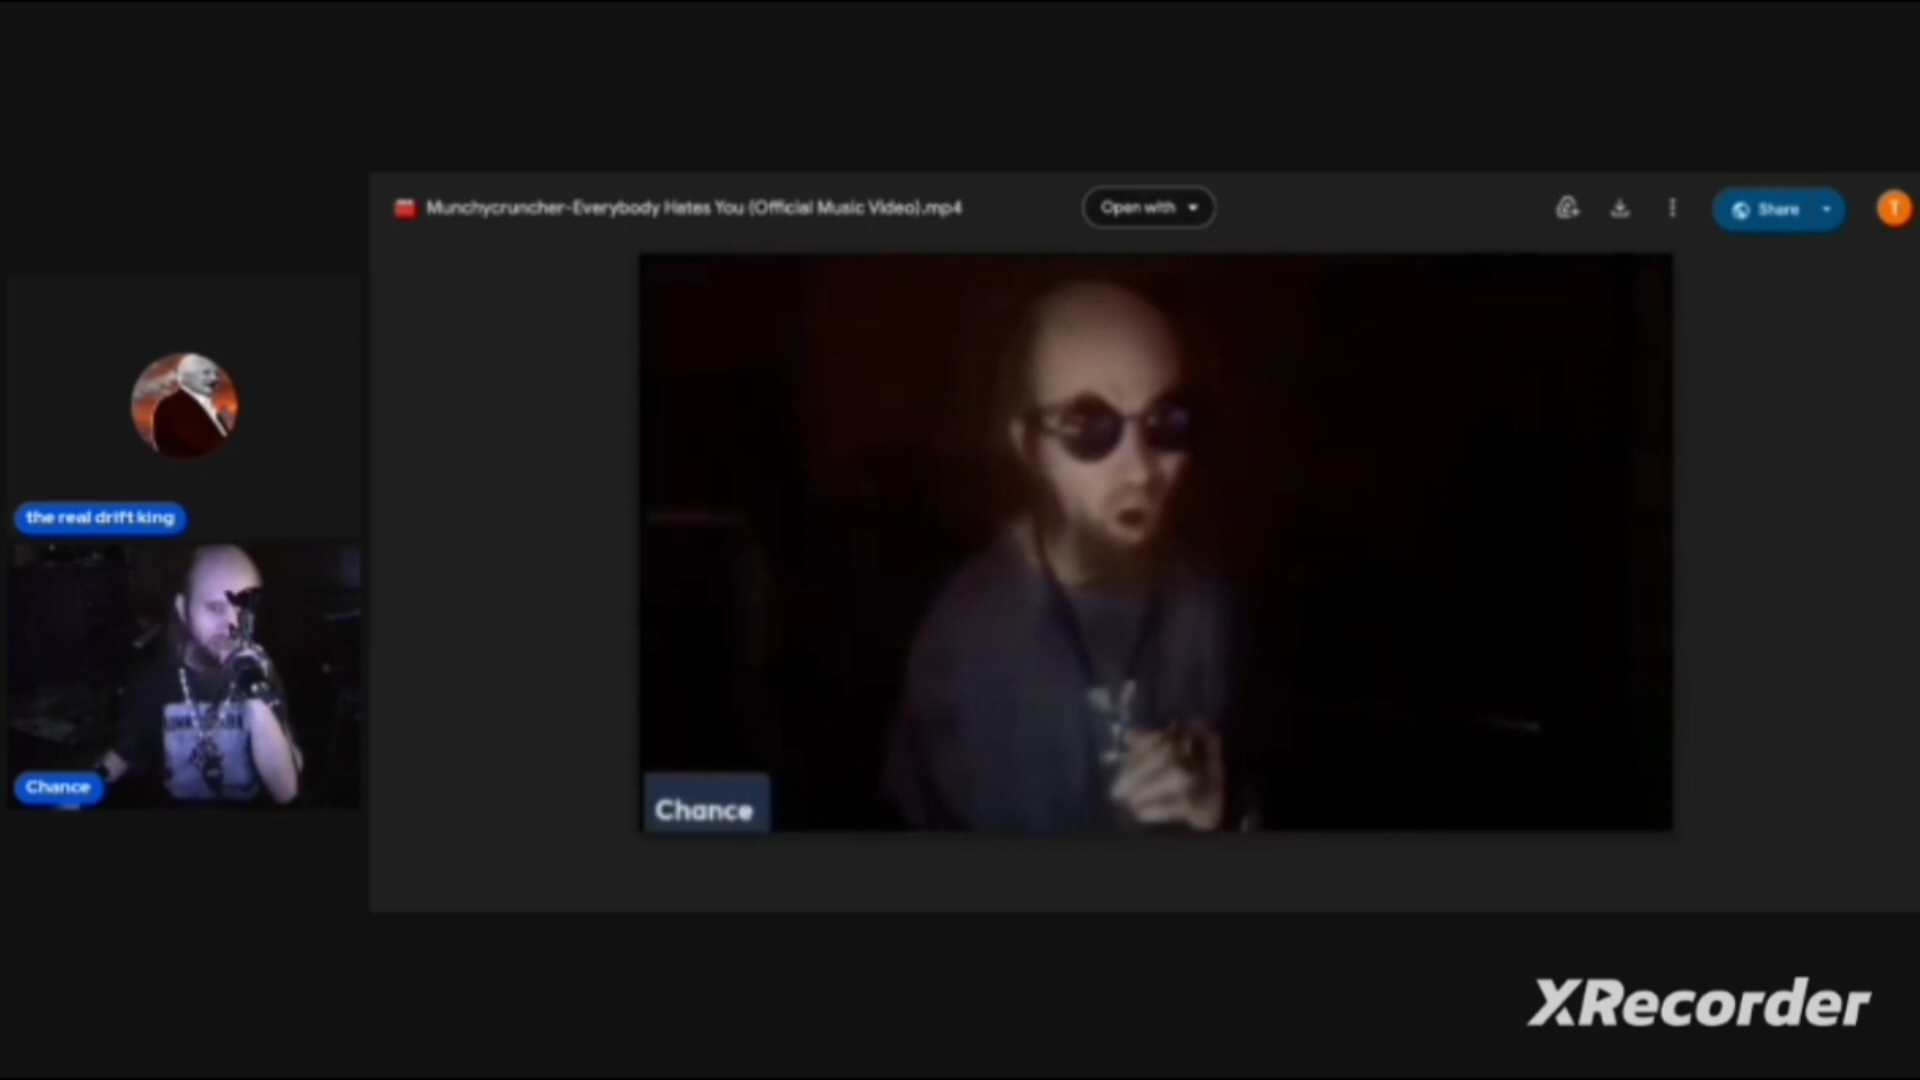 Munchycruncher-Everybody Hates You (Official Music Video).mp4
Open with
Share
T
the real drift king
Chance
Chance
XRecorder